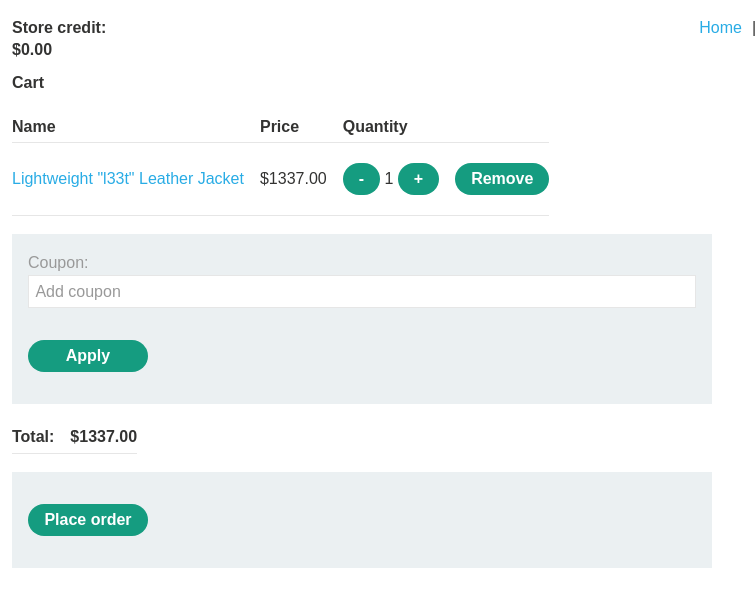 Store credit:
$0.00
Home |
Cart
Name Price Quantity
Lightweight "l33t" Leather Jacket $1337.00 - 1 + Remove
Coupon:
Add coupon
Apply
Total: $1337.00
Place order